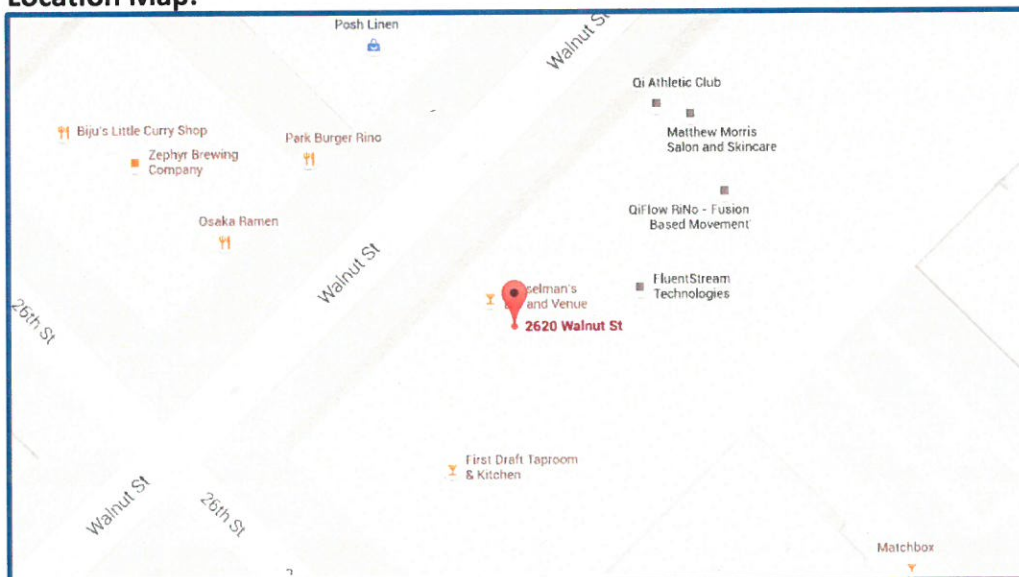 Location Map:
Posh Linen
Walnut St
Qi Athletic Club
Matthew Morris
Salon and Skincare
Biju's Little Curry Shop
Zephyr Brewing
Company
Park Burger Rino
Osaka Ramen
QiFlow RiNo - Fusion
Based Movement
Walnut St
selman's
and Venue
FluentStream
Technologies
2620 Walnut St
26th St
First Draft Taproom
& Kitchen
Walnut St
26th St
Matchbox